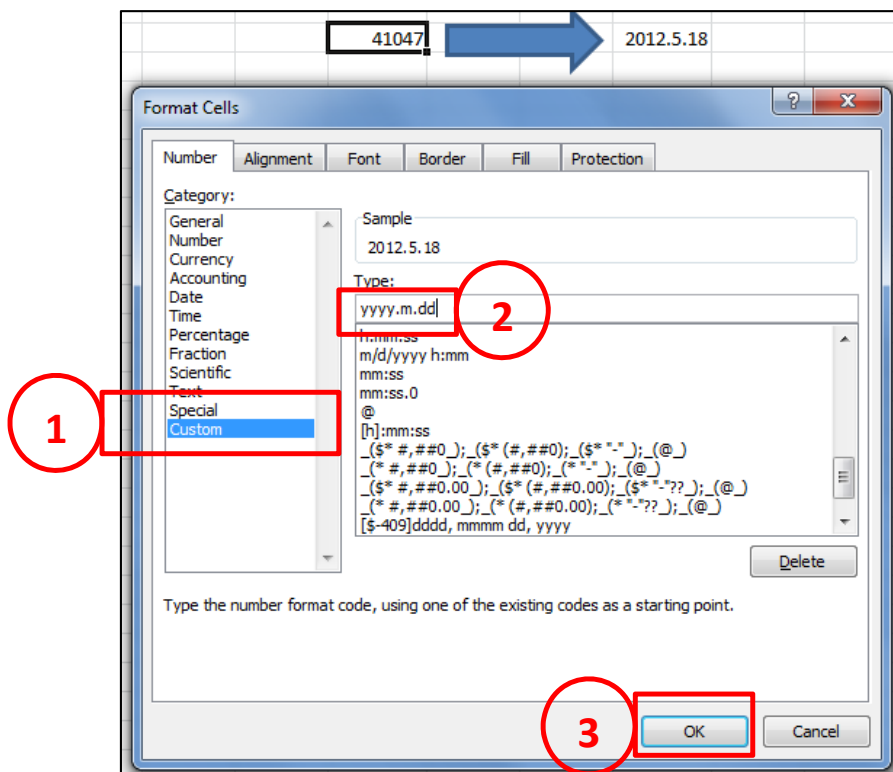 41047 2012.5.18
Format Cells
Number Alignment Font Border Fill Protection
Category:
General
Number
Currency
Accounting
Date
Time
Percentage
Fraction
Scientific
Text
Special
Custom
Sample
2012.5.18
Type:
yyyy.m.dd
h:mm:ss
m/d/yyyy h:mm
mm:ss
mm:ss.0
@
[h]:mm:ss
_($* #,##0_);_($* (#,##0);_($* "-"_);_(@_)
_(* #,##0_);_(* (#,##0);_(* "-"_);_(@_)
_($* #,##0.00_);_($* (#,##0.00);_($* "-"??_);_(@_)
_(* #,##0.00_);_(* (#,##0.00);_(* "-"??_);_(@_)
[$-409]dddd, mmmm dd, yyyy
1
2
Delete
Type the number format code, using one of the existing codes as a starting point.
3
OK Cancel